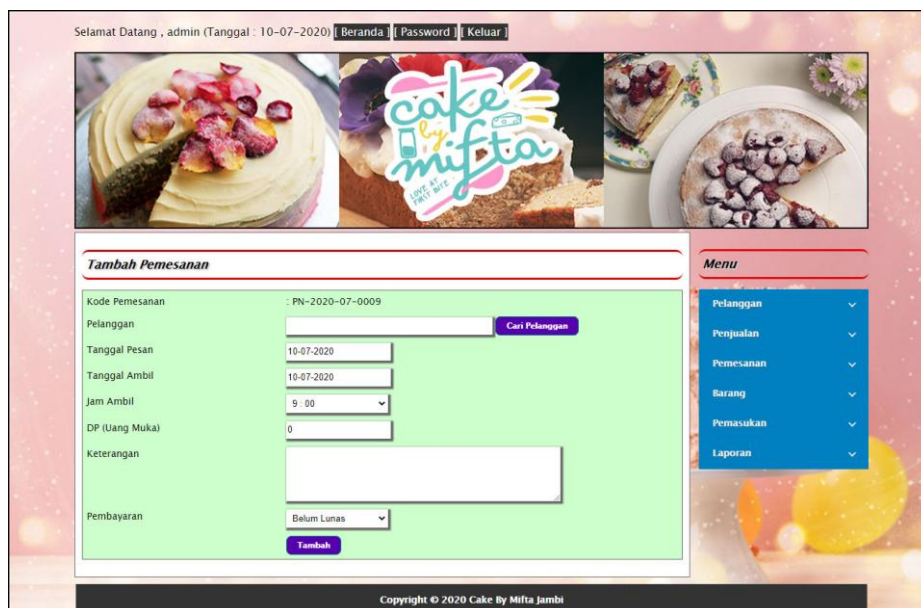 Selamat Datang , admin (Tanggal : 10-07-2020) [ Beranda ] [ Password ] [ Keluar ]
cake
by
mifta
LOVE AT
FIRST BITE
Tambah Pemesanan
Kode Pemesanan : PN-2020-07-0009
Pelanggan Cari Pelanggan
Tanggal Pesan 10-07-2020
Tanggal Ambil 10-07-2020
Jam Ambil 9 : 00
DP (Uang Muka) 0
Keterangan
Pembayaran Belum Lunas
Tambah
Menu
Pelanggan
Penjualan
Pemesanan
Barang
Pemasukan
Laporan
Copyright © 2020 Cake By Mifta Jambi